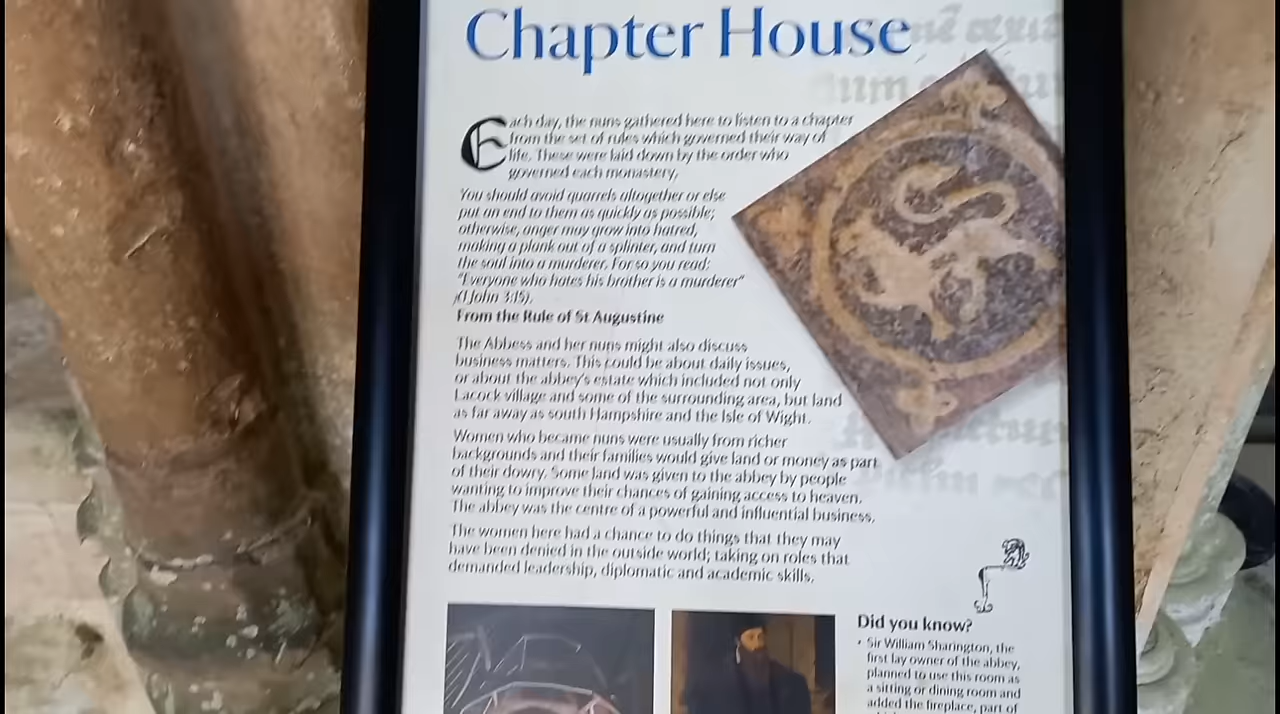 Chapter House
Each day, the nuns gathered here to listen to a chapter
from the set of rules which governed their way of
life. These were laid down by the order who
governed each monastery,
You should avoid quarrels altogether or else
put an end to them as quickly as possible;
otherwise, anger may grow into hatred,
making a plank out of a splinter, and turn
the soul into a murderer. For so you read:
"Everyone who hates his brother is a murderer"
(I John 3:15).
From the Rule of St Augustine
The Abbess and her nuns might also discuss
business matters. This could be about daily issues,
or about the abbey's estate which included not only
Lacock village and some of the surrounding area, but land
as far away as south Hampshire and the Isle of Wight.
Women who became nuns were usually from richer
backgrounds and their families would give land or money as part
of their dowry. Some land was given to the abbey by people
wanting to improve their chances of gaining access to heaven.
The abbey was the centre of a powerful and influential business.
The women here had a chance to do things that they may
have been denied in the outside world; taking on roles that
demanded leadership, diplomatic and academic skills.
Did you know?
• Sir William Sharington, the
first lay owner of the abbey,
planned to use this room as
a sitting or dining room and
added the fireplace, part of